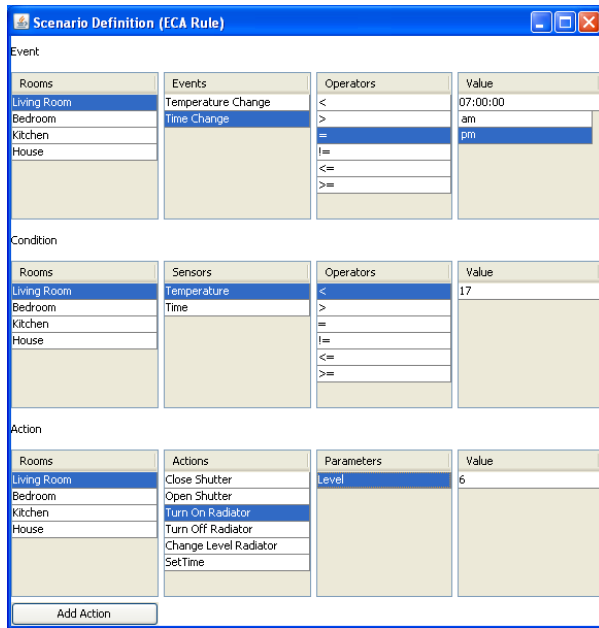 Scenario Definition (ECA Rule)
Event
Rooms Events Operators Value
Living Room Temperature Change < 07:00:00
Bedroom Time Change > am
Kitchen = pm
House !=
<=
>=
Condition
Rooms Sensors Operators Value
Living Room Temperature < 17
Bedroom Time >
Kitchen =
House !=
<=
>=
Action
Rooms Actions Parameters Value
Living Room Close Shutter Level 6
Bedroom Open Shutter
Kitchen Turn On Radiator
House Turn Off Radiator
Change Level Radiator
SetTime
Add Action